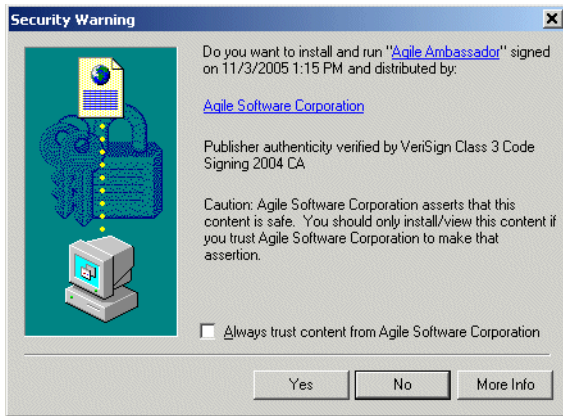 Security Warning
Do you want to install and run "Agile Ambassador" signed
on 11/3/2005 1:15 PM and distributed by:
Agile Software Corporation
Publisher authenticity verified by VeriSign Class 3 Code
Signing 2004 CA
Caution: Agile Software Corporation asserts that this
content is safe. You should only install/view this content if
you trust Agile Software Corporation to make that
assertion.
Always trust content from Agile Software Corporation
Yes
No
More Info